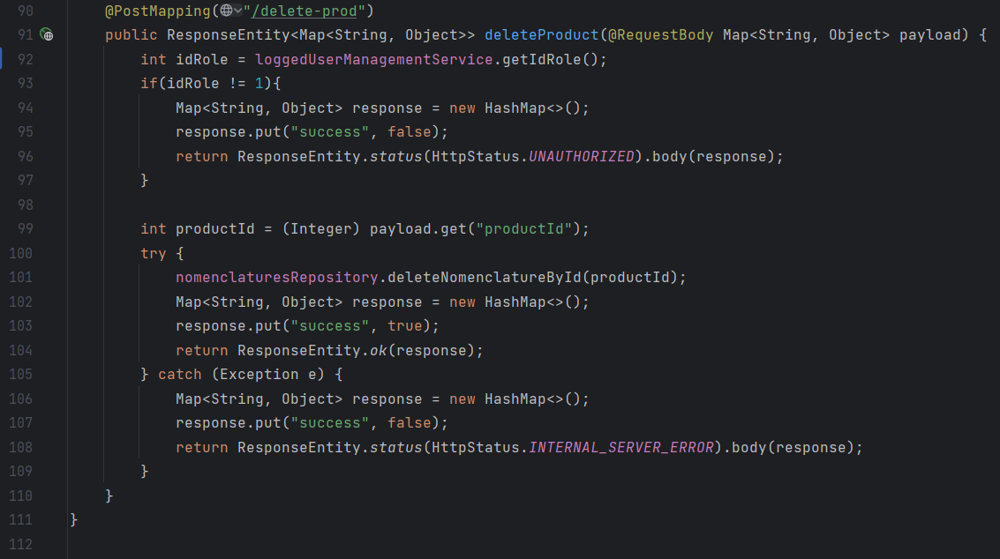 90 @PostMapping("/delete-prod")
91 public ResponseEntity<Map<String, Object>> deleteProduct(@RequestBody Map<String, Object> payload) {
92 int idRole = loggedUserManagementService.getIdRole();
93 if(idRole != 1){
94 Map<String, Object> response = new HashMap<>();
95 response.put("success", false);
96 return ResponseEntity.status(HttpStatus.UNAUTHORIZED).body(response);
97 }
98
99 int productId = (Integer) payload.get("productId");
100 try {
101 nomenclaturesRepository.deleteNomenclatureById(productId);
102 Map<String, Object> response = new HashMap<>();
103 response.put("success", true);
104 return ResponseEntity.ok(response);
105 } catch (Exception e) {
106 Map<String, Object> response = new HashMap<>();
107 response.put("success", false);
108 return ResponseEntity.status(HttpStatus.INTERNAL_SERVER_ERROR).body(response);
109 }
110 }
111 }
112